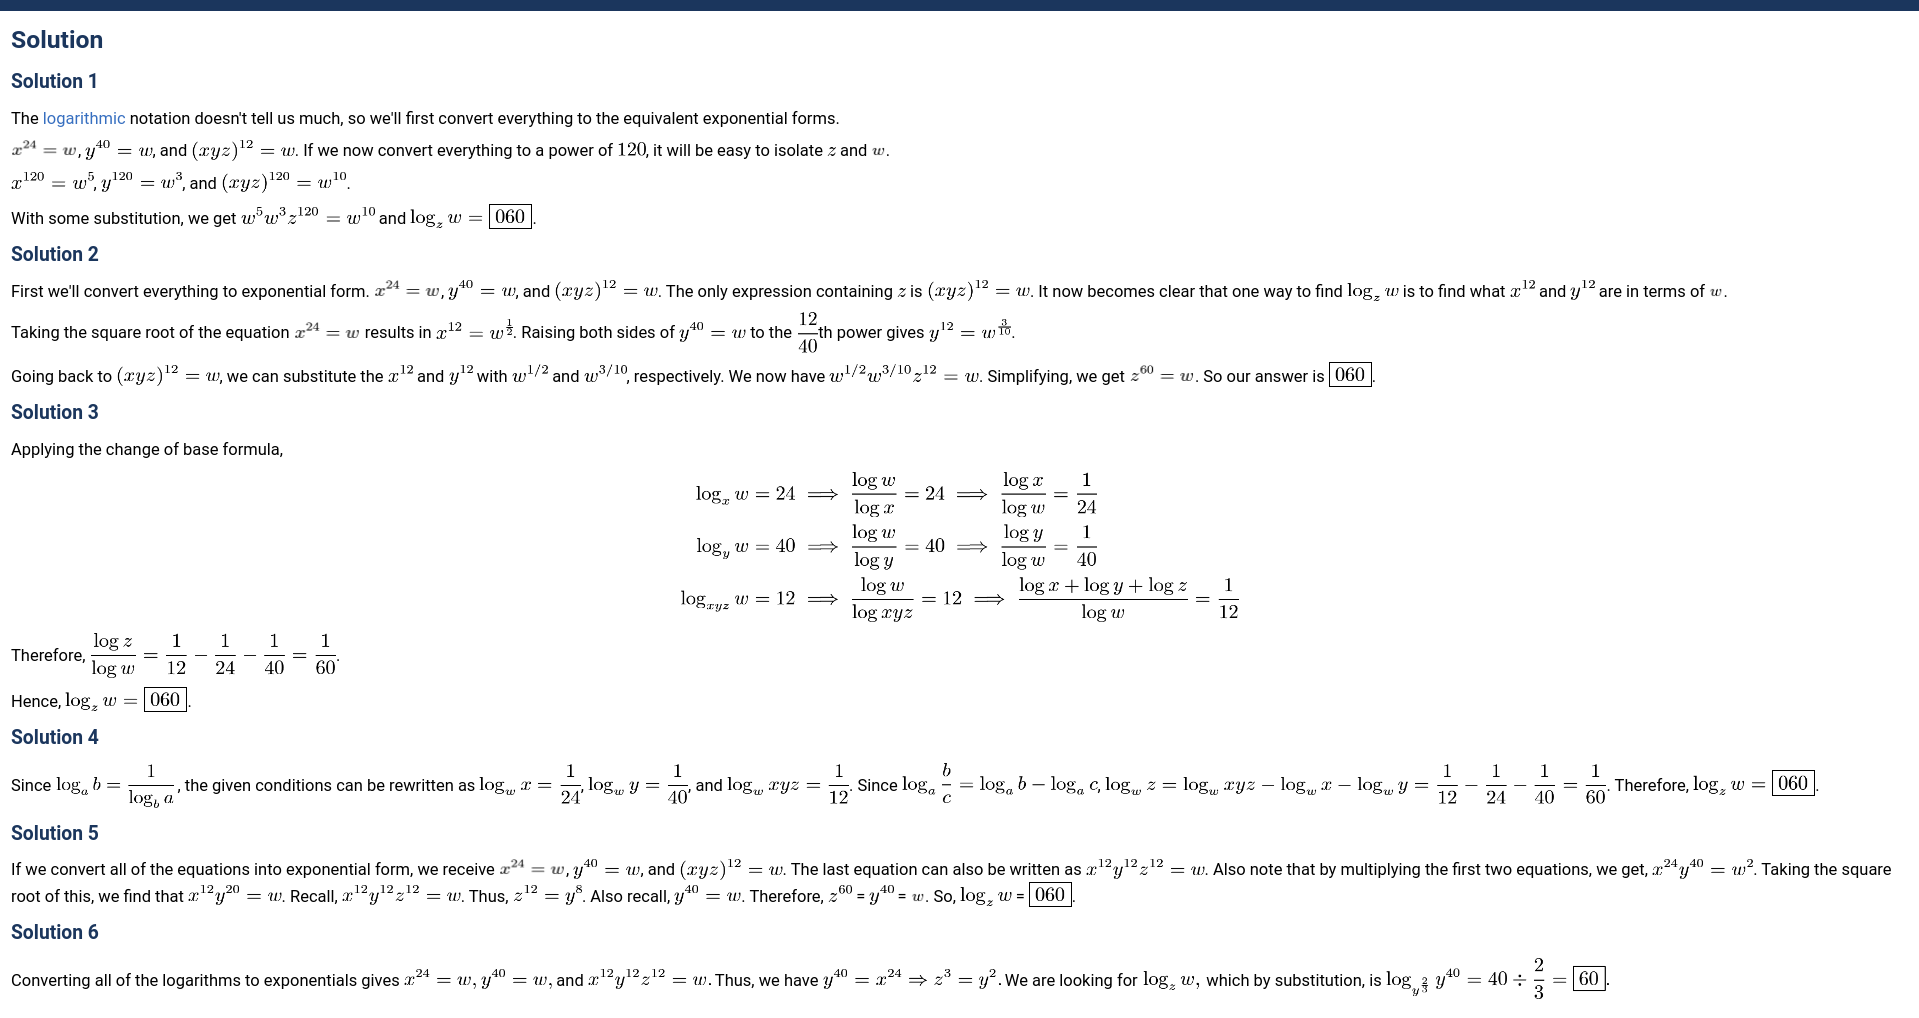 Solution
Solution 1
The logarithmic notation doesn't tell us much, so we'll first convert everything to the equivalent exponential forms.
$x^{24} = w$, $y^{40} = w$, and $(xyz)^{12} = w$. If we now convert everything to a power of $120$, it will be easy to isolate $z$ and $w$.
$x^{120} = w^5$, $y^{120} = w^3$, and $(xyz)^{120} = w^{10}$.
With some substitution, we get $w^5w^3z^{120} = w^{10}$ and $\log_z w = \boxed{060}$.
Solution 2
First we'll convert everything to exponential form. $x^{24} = w$, $y^{40} = w$, and $(xyz)^{12} = w$. The only expression containing $z$ is $(xyz)^{12} = w$. It now becomes clear that one way to find $\log_z w$ is to find what $x^{12}$ and $y^{12}$ are in terms of $w$.
Taking the square root of the equation $x^{24} = w$ results in $x^{12} = w^{\frac{1}{2}}$. Raising both sides of $y^{40} = w$ to the $\frac{12}{40}$th power gives $y^{12} = w^{\frac{3}{10}}$.
Going back to $(xyz)^{12} = w$, we can substitute the $x^{12}$ and $y^{12}$ with $w^{1/2}$ and $w^{3/10}$, respectively. We now have $w^{1/2}w^{3/10}z^{12} = w$. Simplifying, we get $z^{60} = w$. So our answer is $\boxed{060}$.
Solution 3
Applying the change of base formula,
$\log_x w = 24 \implies \frac{\log w}{\log x} = 24 \implies \frac{\log x}{\log w} = \frac{1}{24}$
$\log_y w = 40 \implies \frac{\log w}{\log y} = 40 \implies \frac{\log y}{\log w} = \frac{1}{40}$
$\log_{xyz} w = 12 \implies \frac{\log w}{\log xyz} = 12 \implies \frac{\log x + \log y + \log z}{\log w} = \frac{1}{12}$
Therefore, $\frac{\log z}{\log w} = \frac{1}{12} - \frac{1}{24} - \frac{1}{40} = \frac{1}{60}$.
Hence, $\log_z w = \boxed{060}$.
Solution 4
Since $\log_a b = \frac{1}{\log_b a}$, the given conditions can be rewritten as $\log_w x = \frac{1}{24}$, $\log_w y = \frac{1}{40}$, and $\log_w xyz = \frac{1}{12}$. Since $\log_a \frac{b}{c} = \log_a b - \log_a c$, $\log_w z = \log_w xyz - \log_w x - \log_w y = \frac{1}{12} - \frac{1}{24} - \frac{1}{40} = \frac{1}{60}$. Therefore, $\log_z w = \boxed{060}$.
Solution 5
If we convert all of the equations into exponential form, we receive $x^{24} = w$, $y^{40} = w$, and $(xyz)^{12} = w$. The last equation can also be written as $x^{12}y^{12}z^{12} = w$. Also note that by multiplying the first two equations, we get, $x^{24}y^{40} = w^2$. Taking the square
root of this, we find that $x^{12}y^{20} = w$. Recall, $x^{12}y^{12}z^{12} = w$. Thus, $z^{12} = y^8$. Also recall, $y^{40} = w$. Therefore, $z^{60}$ = $y^{40}$ = $w$. So, $\log_z w$ = $\boxed{060}$.
Solution 6
Converting all of the logarithms to exponentials gives $x^{24} = w, y^{40} = w,$ and $x^{12}y^{12}z^{12} = w.$ Thus, we have $y^{40} = x^{24} \Rightarrow z^3 = y^2.$ We are looking for $\log_z w,$ which by substitution, is $\log_{y^{\frac{2}{3}}} y^{40} = 40 \div \frac{2}{3} = \boxed{60}$.